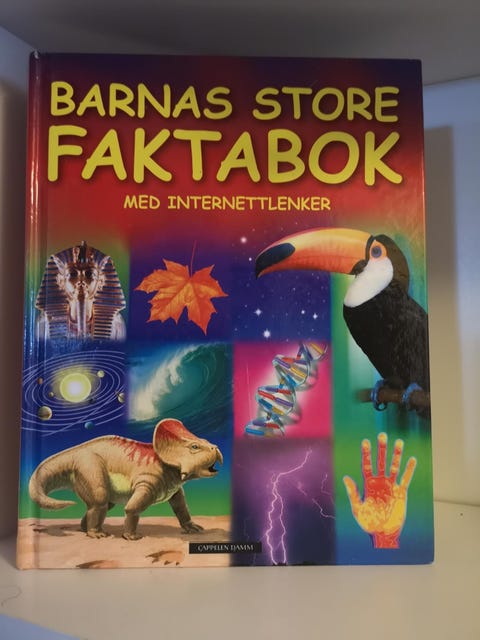 BARNAS STORE
FAKTABOK
MED INTERNETTLENKER
CAPPELEN DAMM